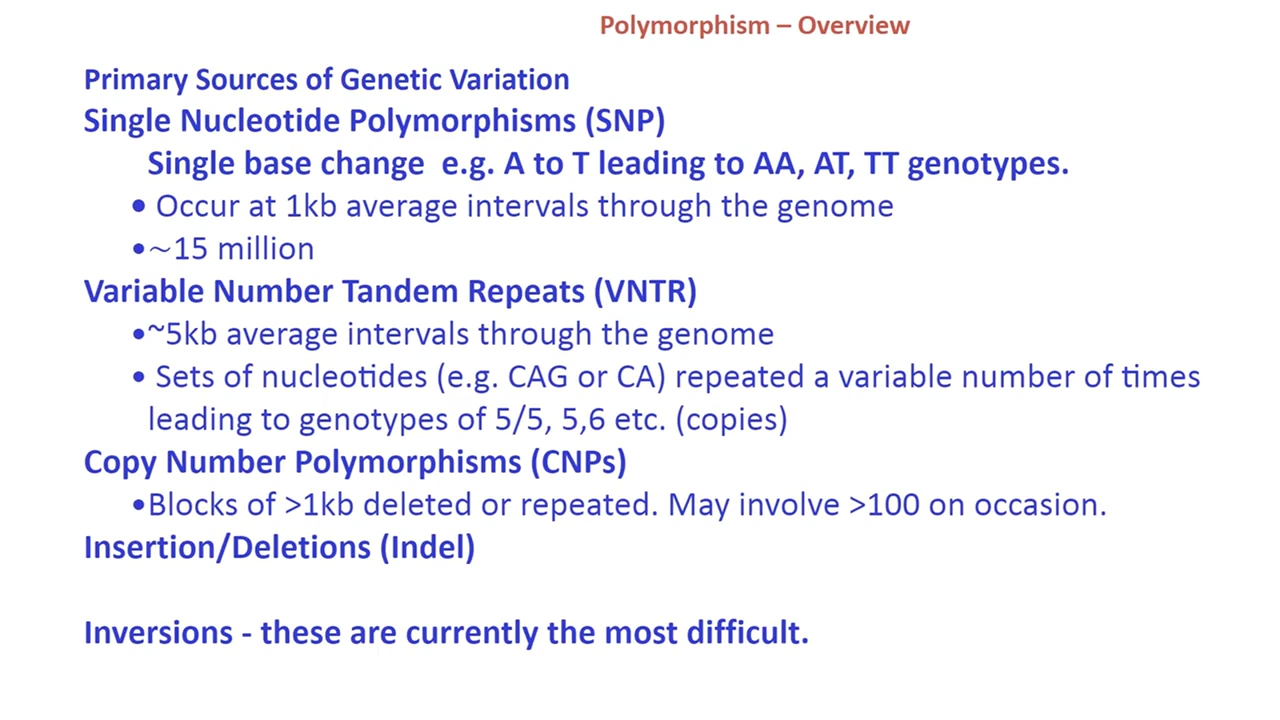 Polymorphism – Overview
Primary Sources of Genetic Variation
Single Nucleotide Polymorphisms (SNP)
Single base change  e.g. A to T leading to AA, AT, TT genotypes.
• Occur at 1kb average intervals through the genome
•~15 million
Variable Number Tandem Repeats (VNTR)
•~5kb average intervals through the genome
• Sets of nucleotides (e.g. CAG or CA) repeated a variable number of times
leading to genotypes of 5/5, 5,6 etc. (copies)
Copy Number Polymorphisms (CNPs)
•Blocks of >1kb deleted or repeated. May involve >100 on occasion.
Insertion/Deletions (Indel)
Inversions - these are currently the most difficult.